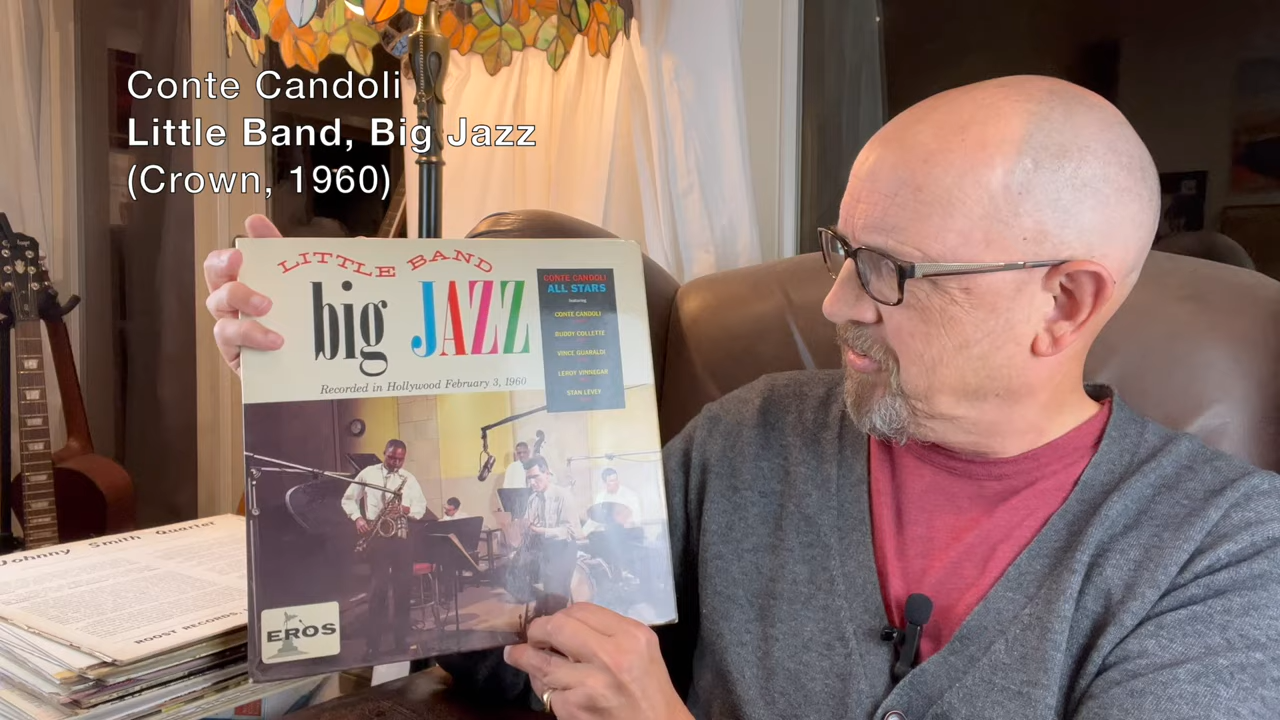 Conte Candoli
Little Band, Big Jazz
(Crown, 1960)
LITTLE BAND
big JAZZ
Recorded in Hollywood February 3, 1960
CONTE CANDOLI
ALL STARS
featuring
CONTE CANDOLI
BUDDY COLLETTE
VINCE GUARALDI
LEROY VINNEGAR
STAN LEVEY
EROS
Johnny Smith Quartet
ROOST RECORDS,